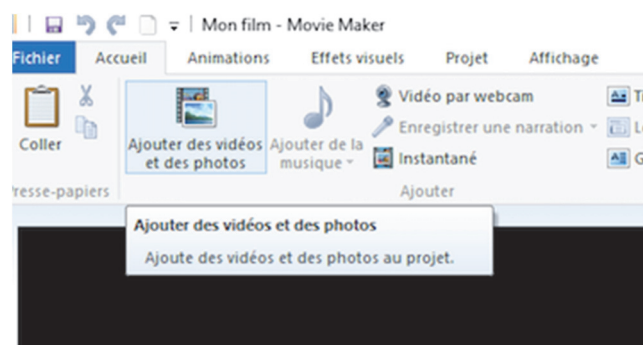 Mon film - Movie Maker
Fichier Accueil Animations Effets visuels Projet Affichage
Coller
Ajouter des vidéos
et des photos
Ajouter de la
musique
Vidéo par webcam
Enregistrer une narration
Instantané
resse-papiers
Ajouter
Ajouter des vidéos et des photos
Ajoute des vidéos et des photos au projet.